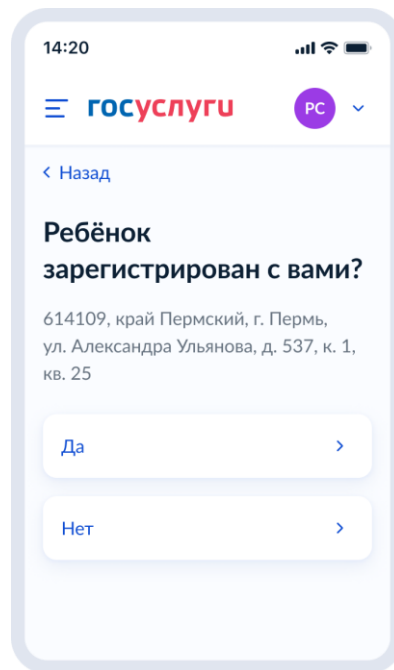 14:20
госуслуги
РС
Назад
Ребёнок
зарегистрирован с вами?
614109, край Пермский, г. Пермь,
ул. Александра Ульянова, д. 537, к. 1,
кв. 25
Да
Нет